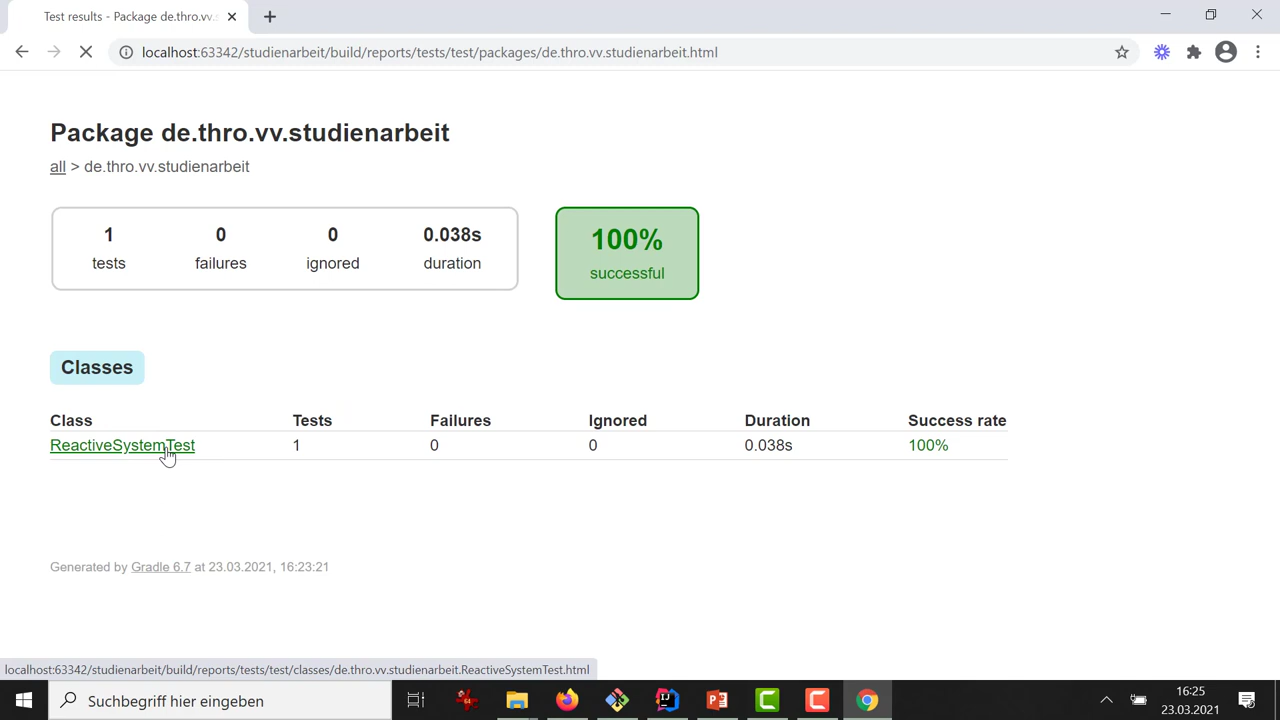 Test results - Package de.thro.vv.s
localhost:63342/studienarbeit/build/reports/tests/test/packages/de.thro.vv.studienarbeit.html
Package de.thro.vv.studienarbeit
all > de.thro.vv.studienarbeit
1 0 0 0.038s
tests failures ignored duration
100%
successful
Classes
Class Tests Failures Ignored Duration Success rate
ReactiveSystemTest 1 0 0 0.038s 100%
Generated by Gradle 6.7 at 23.03.2021, 16:23:21
localhost:63342/studienarbeit/build/reports/tests/test/classes/de.thro.vv.studienarbeit.ReactiveSystemTest.html
Suchbegriff hier eingeben
16:25
23.03.2021